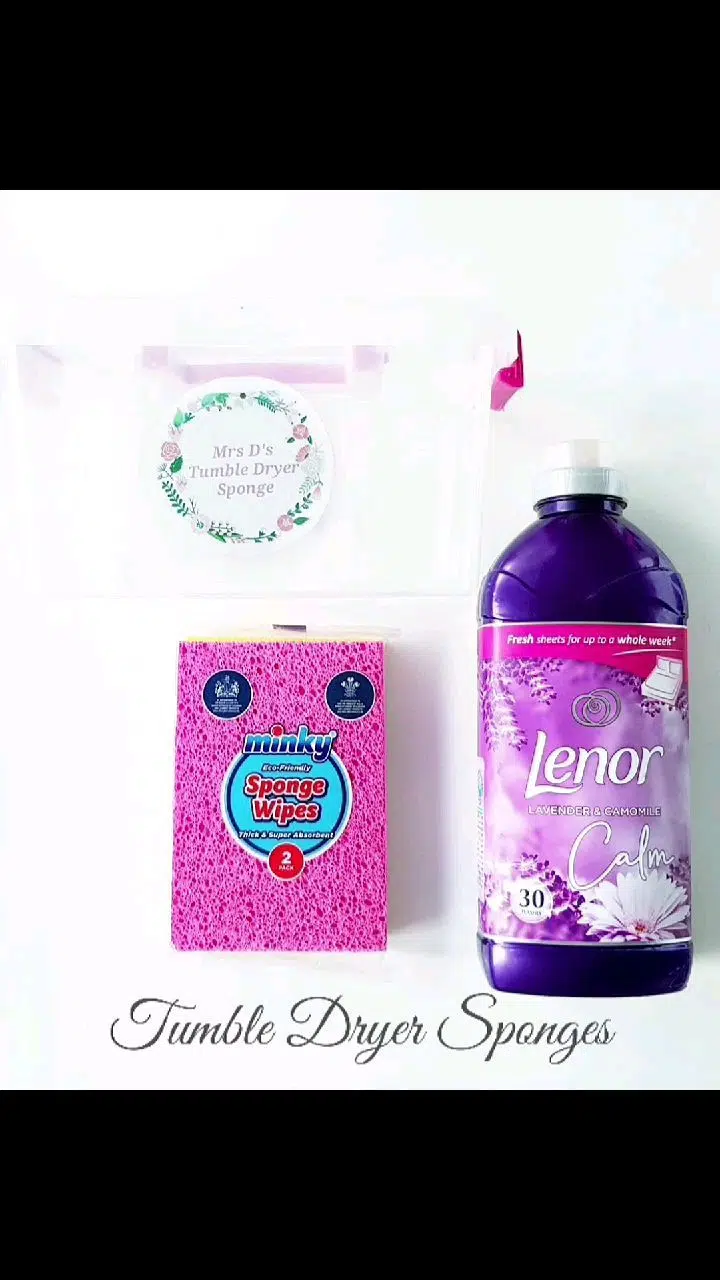 Mrs D's
Tumble Dryer
Sponge
minky
Eco-Friendly
Sponge
Wipes
Thick & Super Absorbent
2
PACK
Fresh sheets for up to a whole week*
Lenor
LAVENDER & CAMOMILE
Calm
30
Tumble Dryer Sponges